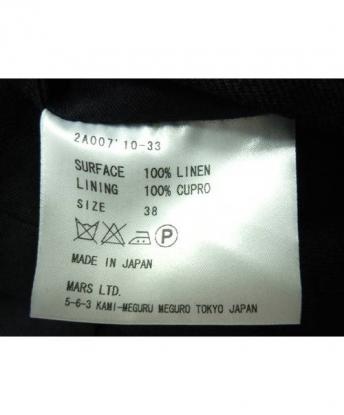 2A007'10-33
SURFACE 100% LINEN
LINING 100% CUPRO
SIZE 38
P
MADE IN JAPAN
MARS LTD.
5-6-3 KAMI-MEGURU MEGURO TOKYO JAPAN